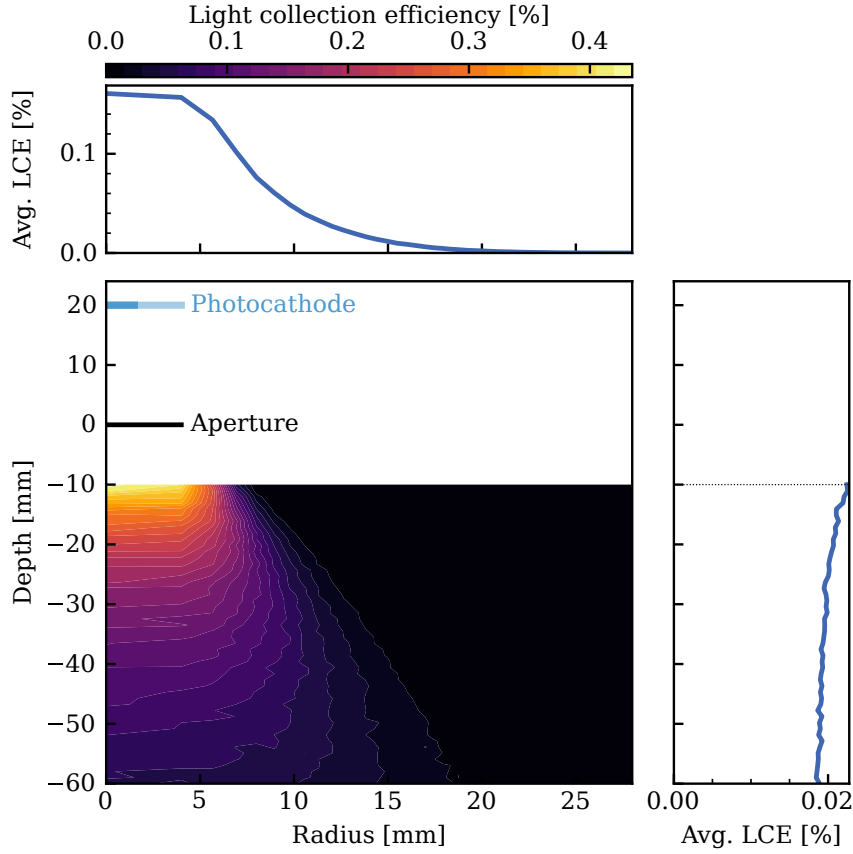 Light collection efficiency [%]
0.0 0.1 0.2 0.3 0.4
Avg. LCE [%]
0.1
0.0
Photocathode
Aperture
Depth [mm]
20
10
0
−10
−20
−30
−40
−50
−60
0 5 10 15 20 25
Radius [mm]
0.00 0.02
Avg. LCE [%]